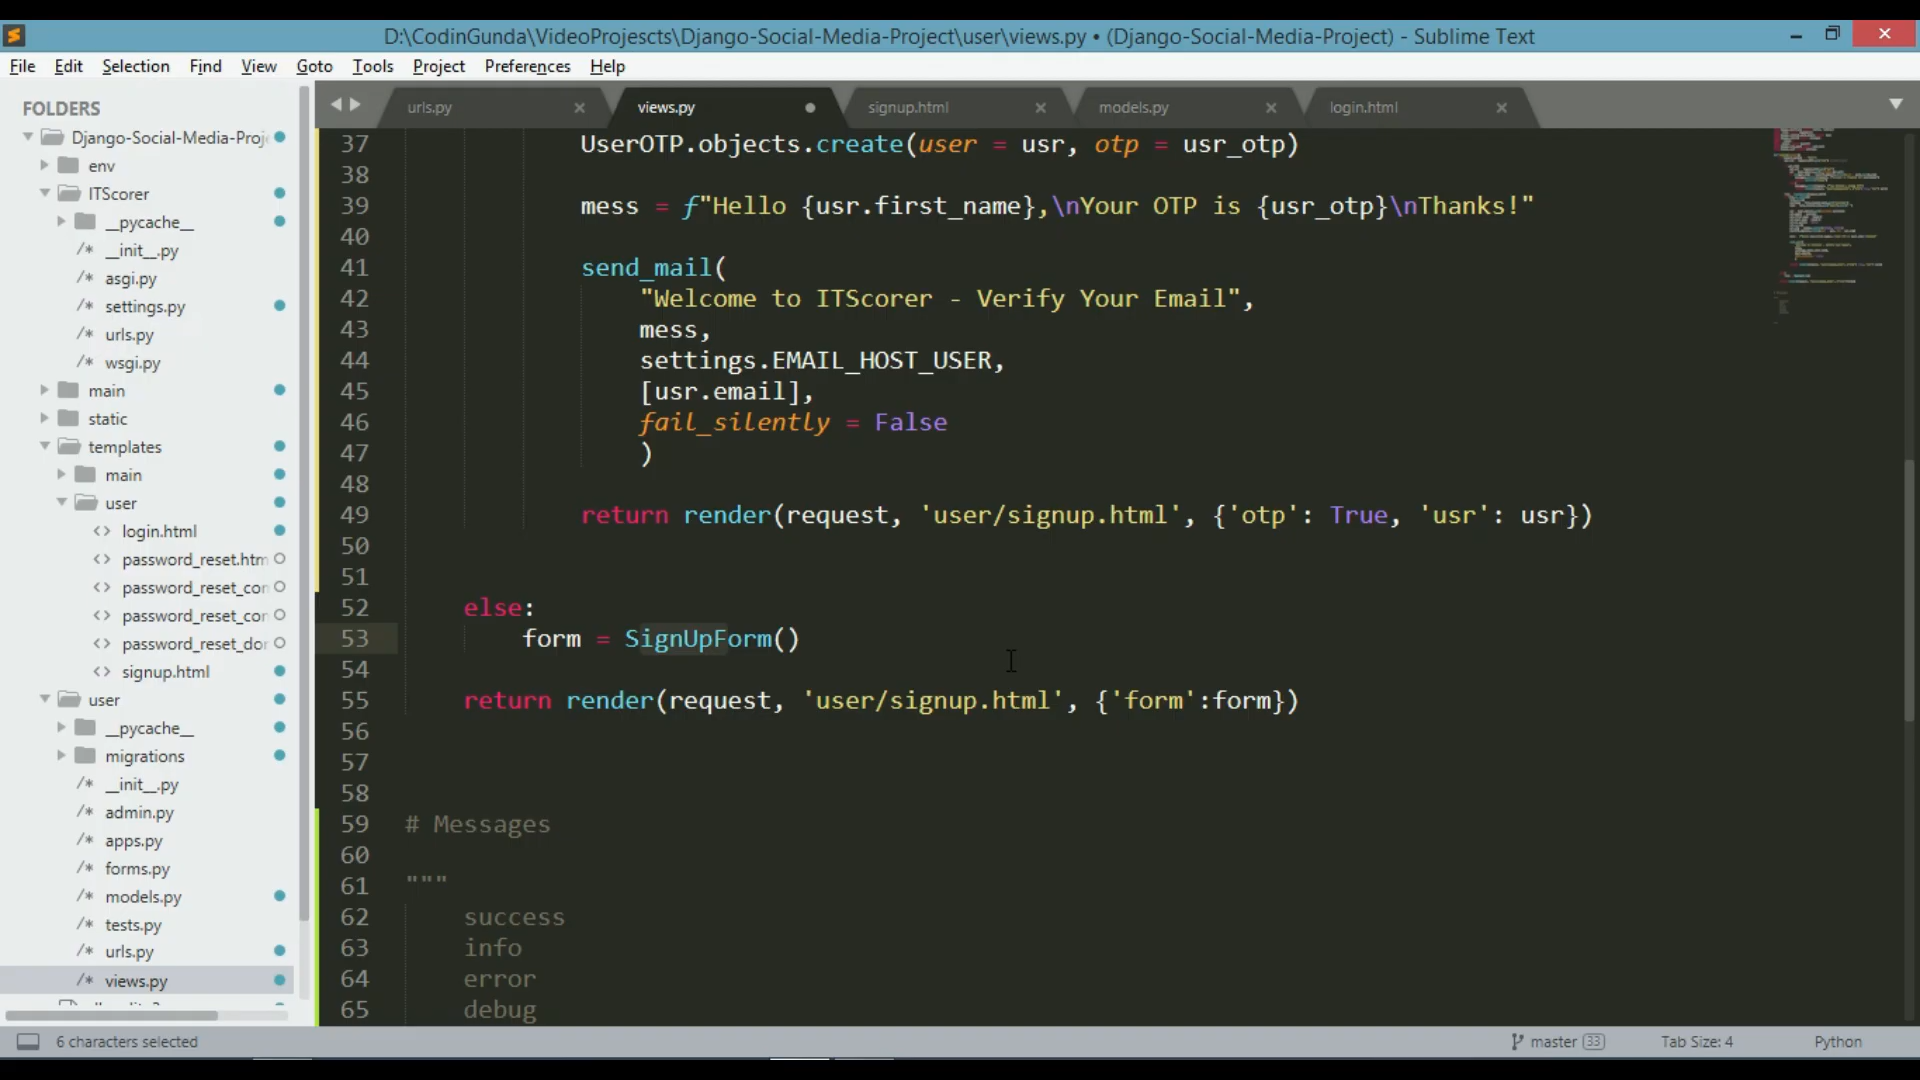 D:\CodinGunda\VideoProjescts\Django-Social-Media-Project\user\views.py • (Django-Social-Media-Project) - Sublime Text
File Edit Selection Find View Goto Tools Project Preferences Help
FOLDERS
Django-Social-Media-Proj
env
ITScorer
__pycache__
/* __init__.py
/* asgi.py
/* settings.py
/* urls.py
/* wsgi.py
main
static
templates
main
user
<> login.html
<> password_reset.htm
<> password_reset_con
<> password_reset_con
<> password_reset_dor
<> signup.html
user
__pycache__
migrations
/* __init__.py
/* admin.py
/* apps.py
/* forms.py
/* models.py
/* tests.py
/* urls.py
/* views.py
urls.py views.py signup.html models.py login.html
37 UserOTP.objects.create(user = usr, otp = usr_otp)
38
39 mess = f"Hello {usr.first_name},\nYour OTP is {usr_otp}\nThanks!"
40
41 send_mail(
42 "Welcome to ITScorer - Verify Your Email",
43 mess,
44 settings.EMAIL_HOST_USER,
45 [usr.email],
46 fail_silently = False
47 )
48
49 return render(request, 'user/signup.html', {'otp': True, 'usr': usr})
50
51
52 else:
53 form = SignUpForm()
54
55 return render(request, 'user/signup.html', {'form':form})
56
57
58
59 # Messages
60
61 """
62 success
63 info
64 error
65 debug
6 characters selected master 33 Tab Size: 4 Python